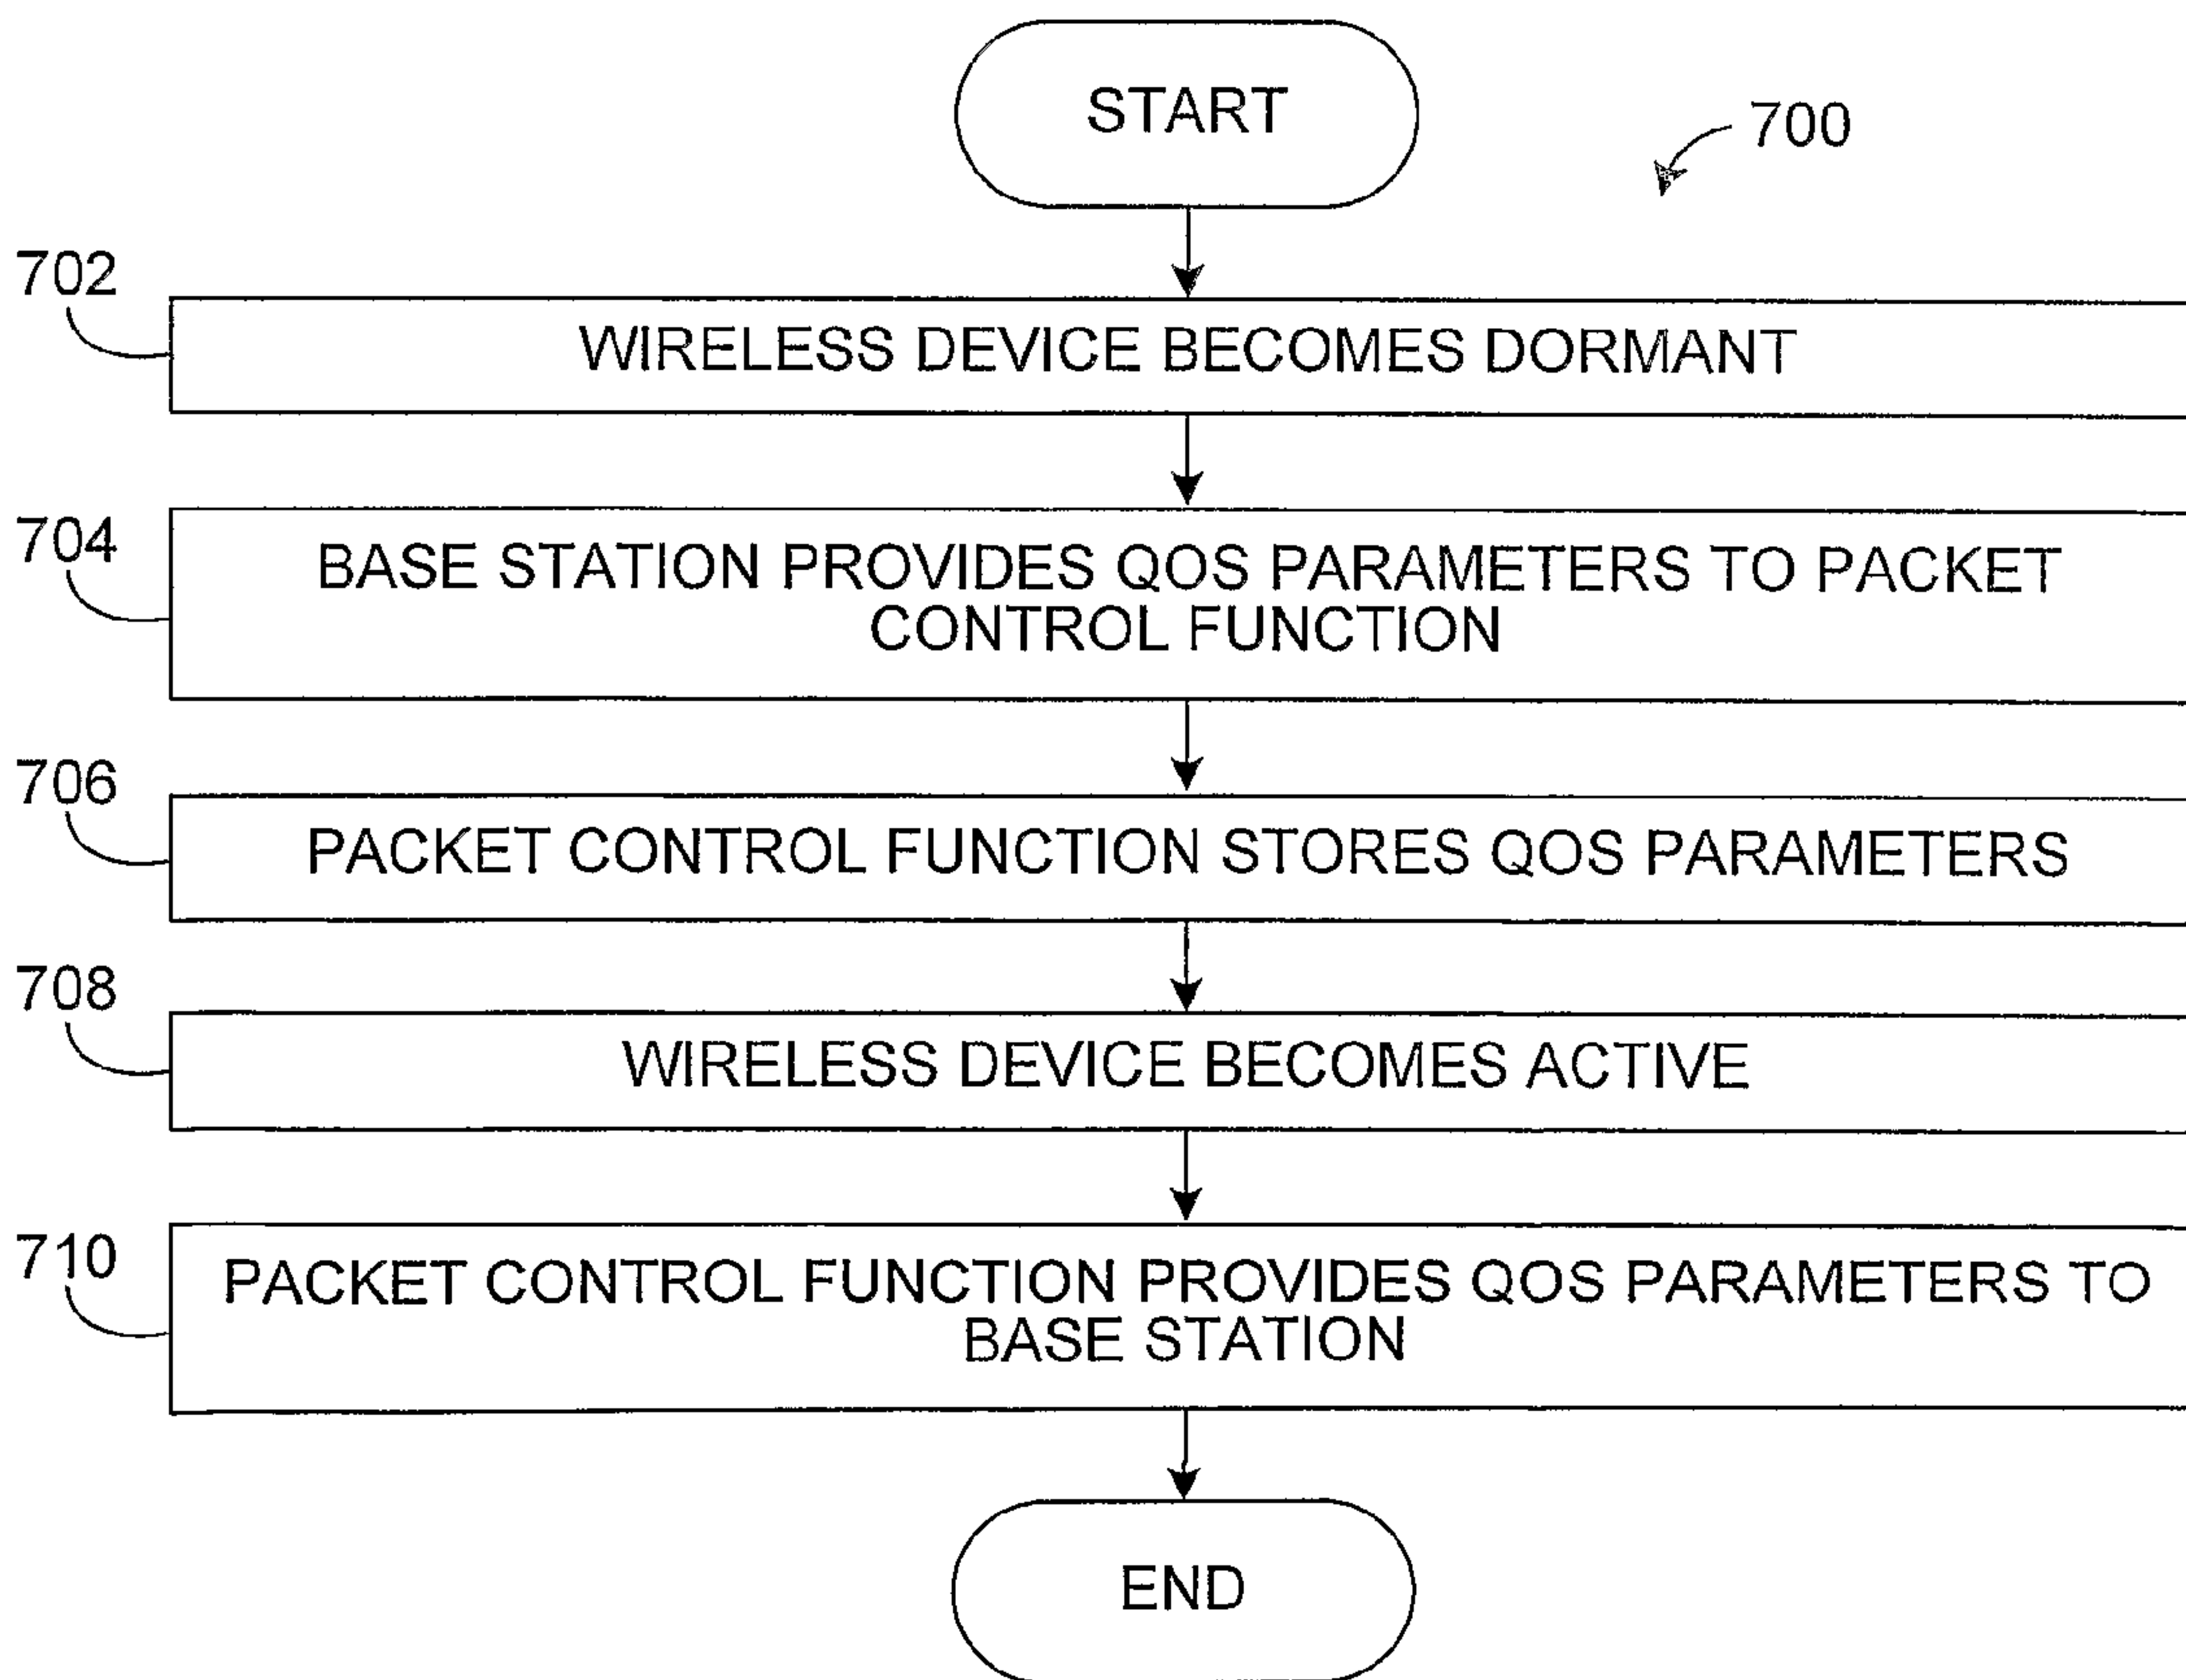 START
700
702
WIRELESS DEVICE BECOMES DORMANT
704
BASE STATION PROVIDES QOS PARAMETERS TO PACKET
CONTROL FUNCTION
706
PACKET CONTROL FUNCTION STORES QOS PARAMETERS
708
WIRELESS DEVICE BECOMES ACTIVE
710
PACKET CONTROL FUNCTION PROVIDES QOS PARAMETERS TO
BASE STATION
END